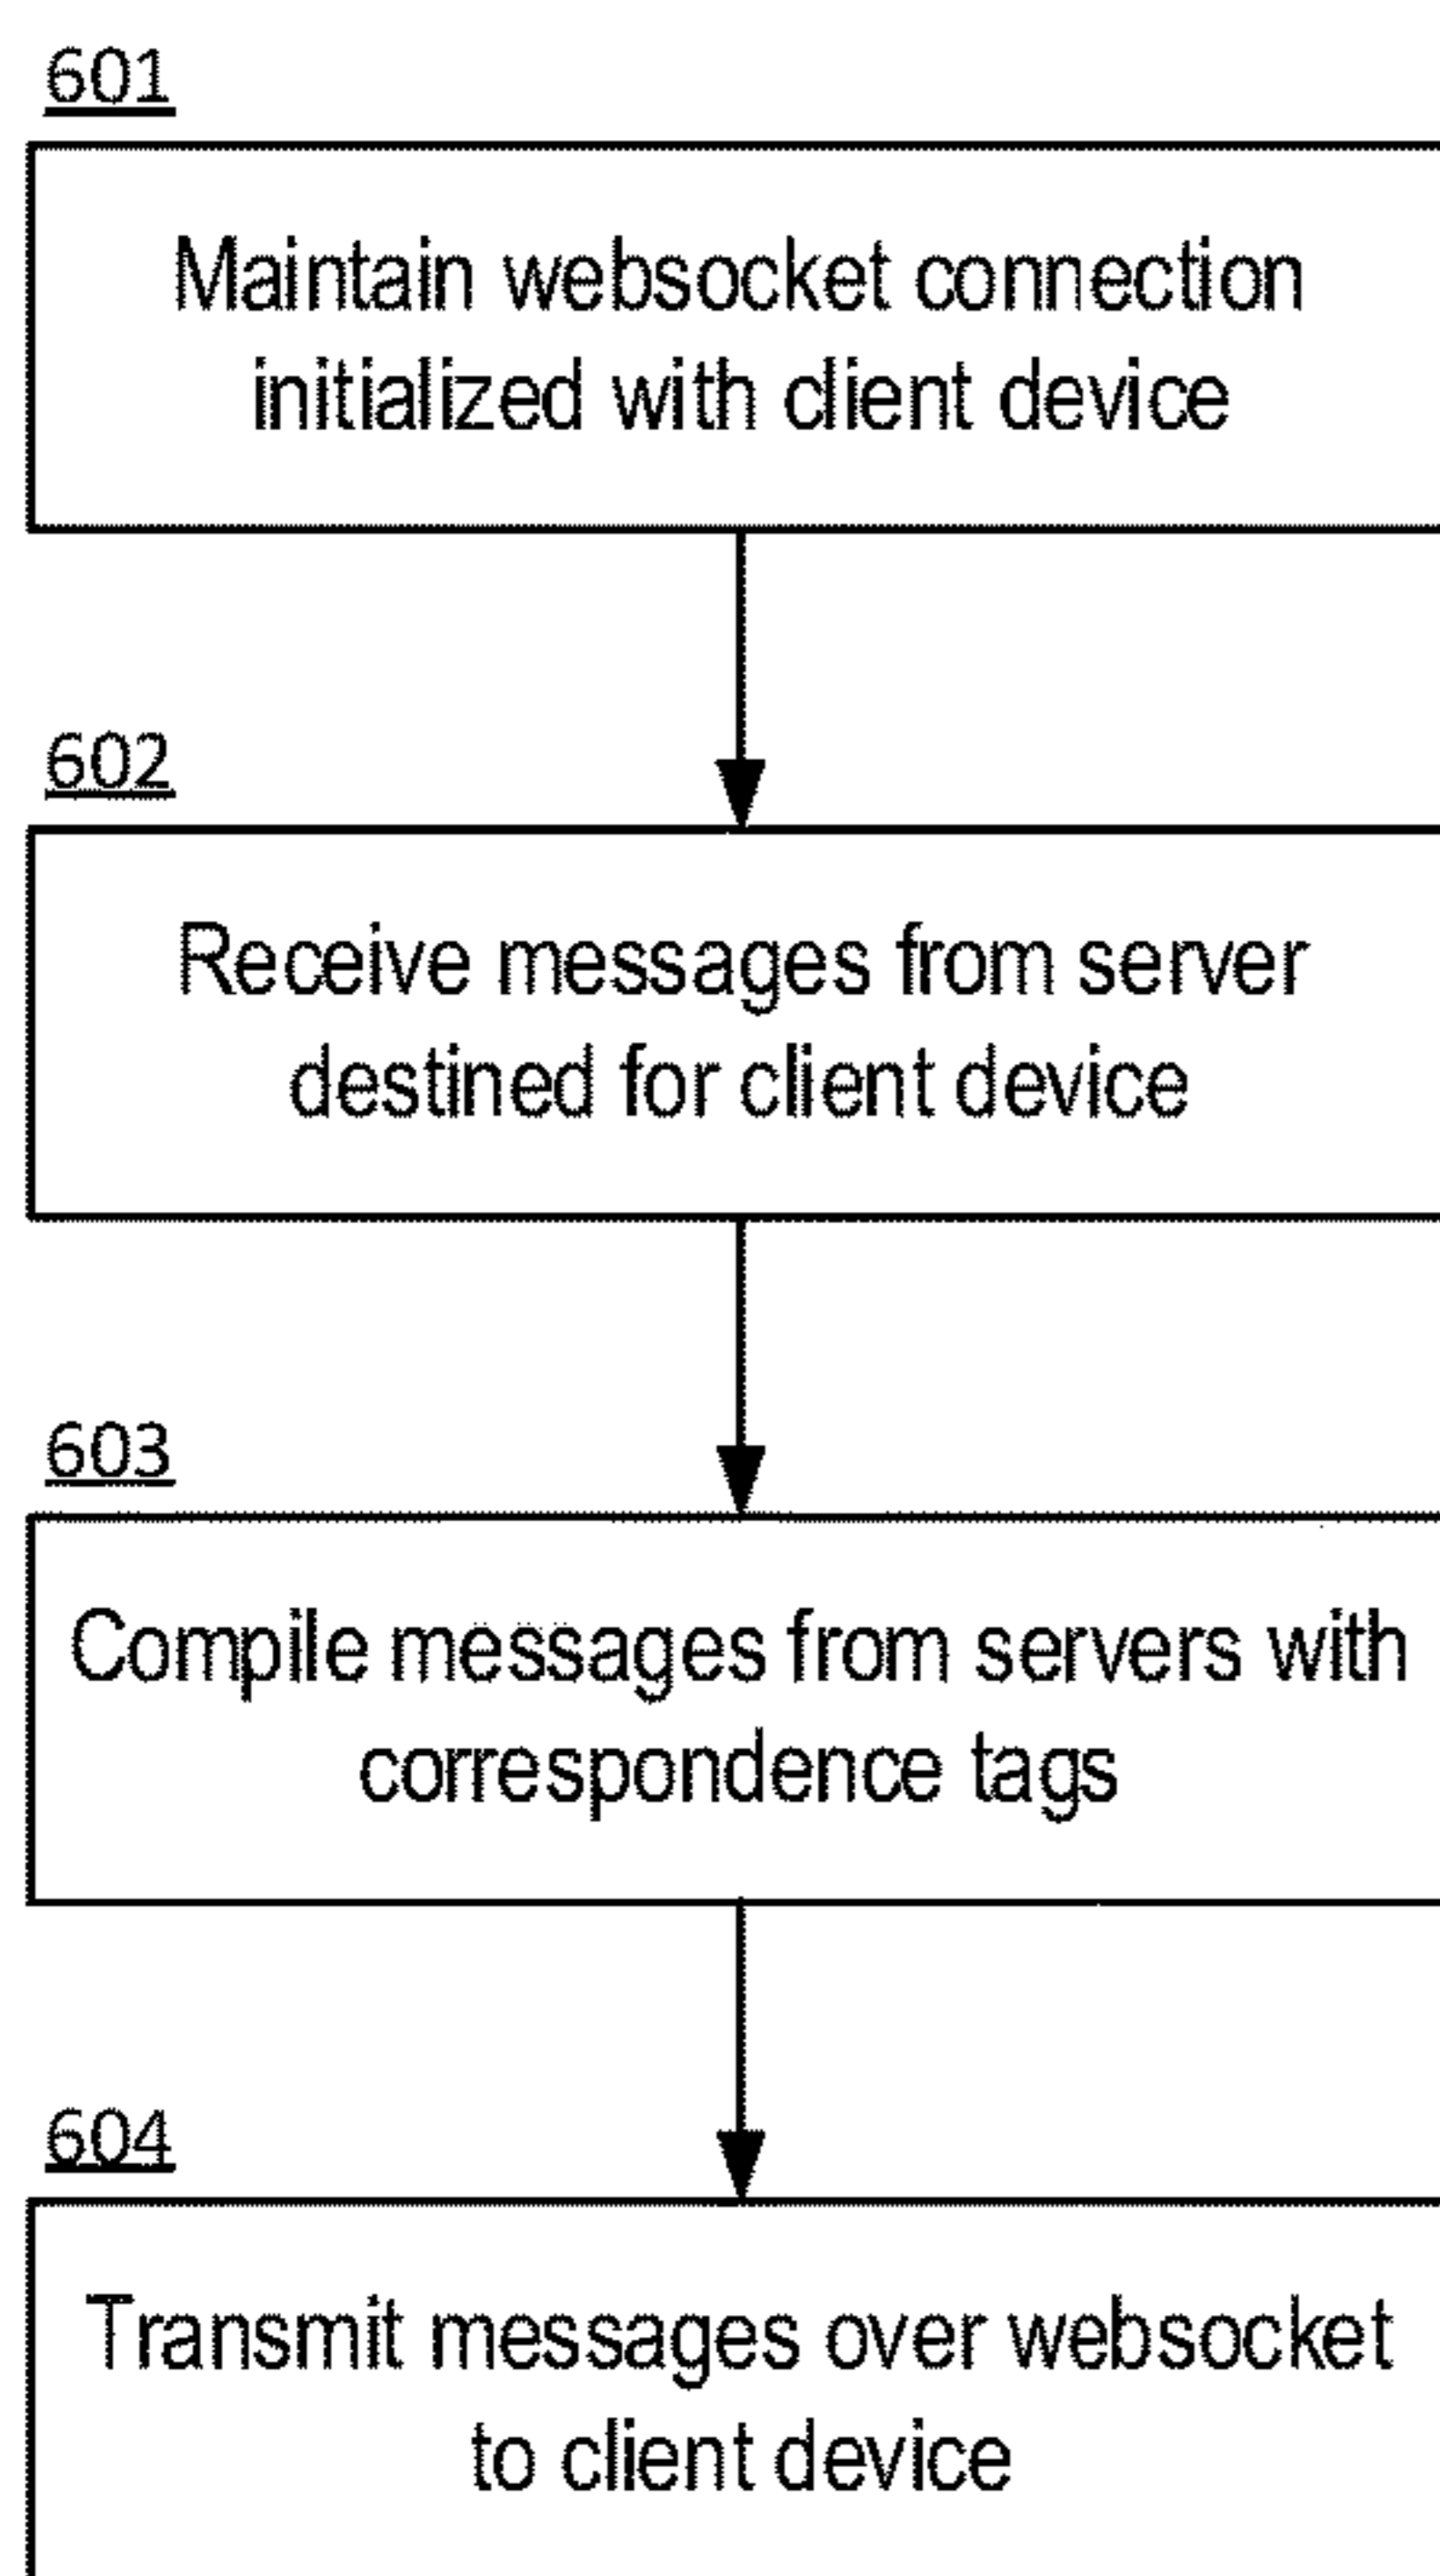 601
Maintain websocket connection
initialized with client device
602
Receive messages from server
destined for client device
603
Compile messages from servers with
correspondence tags
604
Transmit messages over websocket
to client device